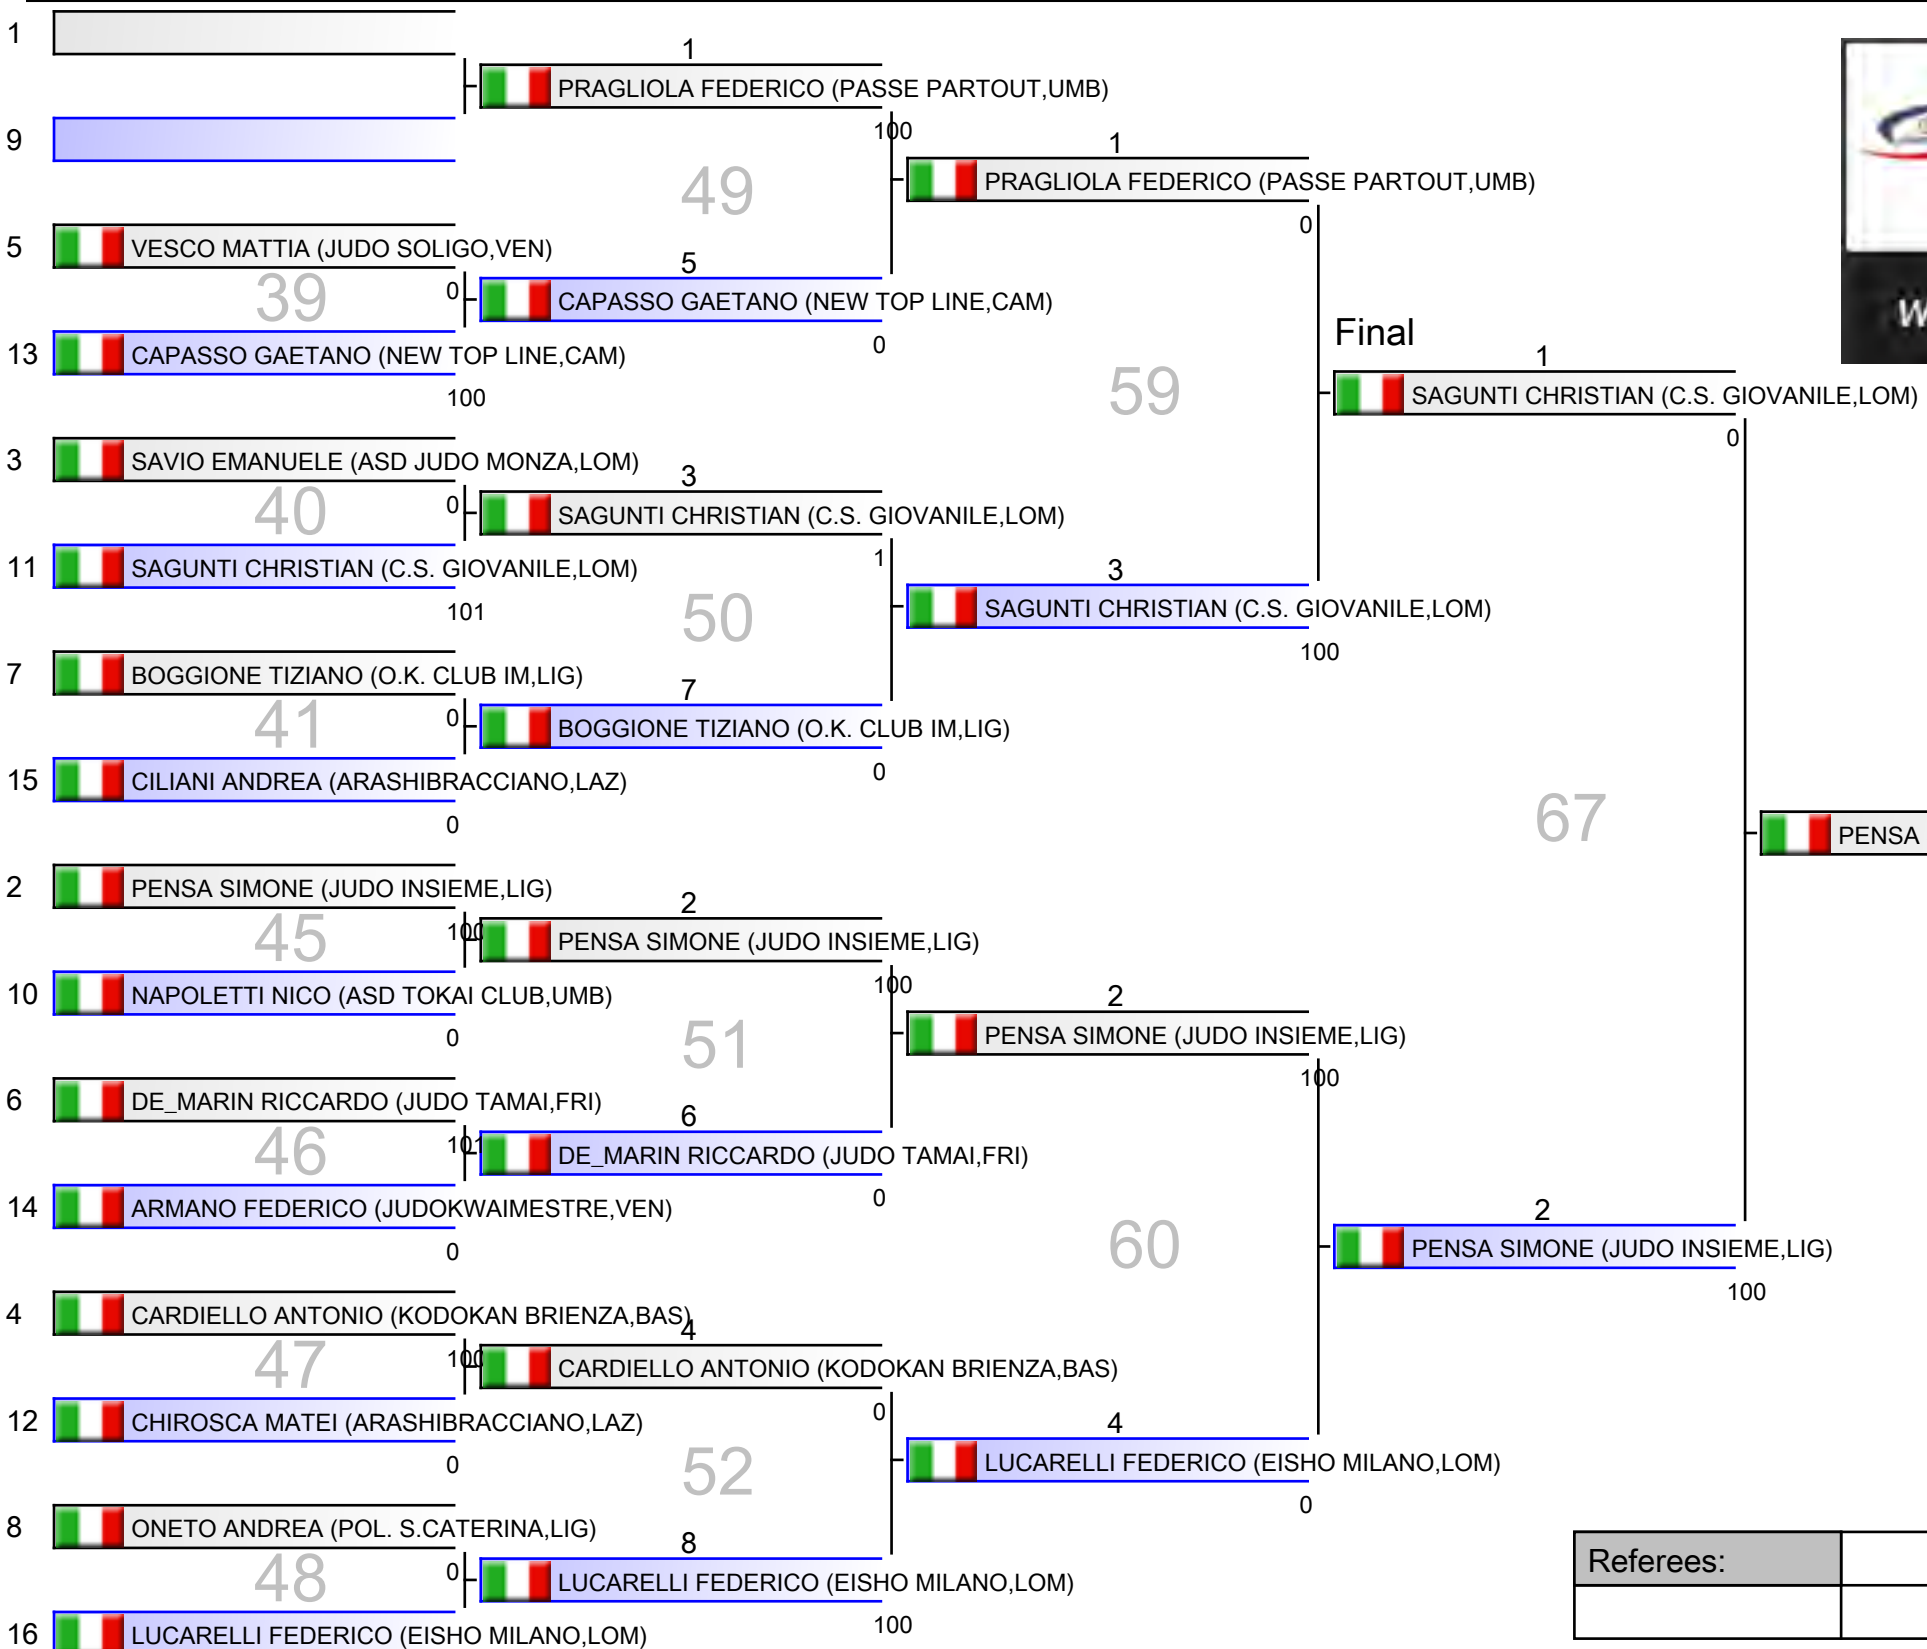 1
1
PRAGLIOLA FEDERICO (PASSE PARTOUT,UMB)
9
100
1
49
PRAGLIOLA FEDERICO (PASSE PARTOUT,UMB)
0
5
VESCO MATTIA (JUDO SOLIGO,VEN)
5
39
0
CAPASSO GAETANO (NEW TOP LINE,CAM)
0
13
CAPASSO GAETANO (NEW TOP LINE,CAM)
100
59
Final
1
SAGUNTI CHRISTIAN (C.S. GIOVANILE,LOM)
0
3
SAVIO EMANUELE (ASD JUDO MONZA,LOM)
3
40
0
SAGUNTI CHRISTIAN (C.S. GIOVANILE,LOM)
1
11
SAGUNTI CHRISTIAN (C.S. GIOVANILE,LOM)
101
50
3
SAGUNTI CHRISTIAN (C.S. GIOVANILE,LOM)
100
7
BOGGIONE TIZIANO (O.K. CLUB IM,LIG)
7
41
0
BOGGIONE TIZIANO (O.K. CLUB IM,LIG)
0
15
CILIANI ANDREA (ARASHIBRACCIANO,LAZ)
0
67
PENSA
2
PENSA SIMONE (JUDO INSIEME,LIG)
2
45
100
PENSA SIMONE (JUDO INSIEME,LIG)
100
10
NAPOLETTI NICO (ASD TOKAI CLUB,UMB)
0
51
2
PENSA SIMONE (JUDO INSIEME,LIG)
100
6
DE_MARIN RICCARDO (JUDO TAMAI,FRI)
6
46
101
DE_MARIN RICCARDO (JUDO TAMAI,FRI)
0
14
ARMANO FEDERICO (JUDOKWAIMESTRE,VEN)
0
60
2
PENSA SIMONE (JUDO INSIEME,LIG)
100
4
CARDIELLO ANTONIO (KODOKAN BRIENZA,BAS)
4
47
100
CARDIELLO ANTONIO (KODOKAN BRIENZA,BAS)
0
12
CHIROSCA MATEI (ARASHIBRACCIANO,LAZ)
0
52
4
LUCARELLI FEDERICO (EISHO MILANO,LOM)
0
8
ONETO ANDREA (POL. S.CATERINA,LIG)
8
48
0
LUCARELLI FEDERICO (EISHO MILANO,LOM)
100
16
LUCARELLI FEDERICO (EISHO MILANO,LOM)
Referees: